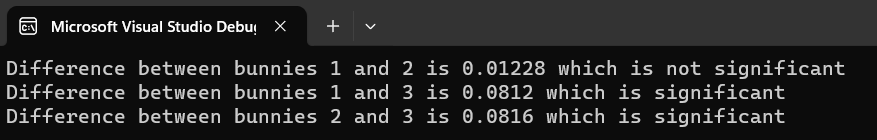 Microsoft Visual Studio Debu
Difference between bunnies 1 and 2 is 0.01228 which is not significant
Difference between bunnies 1 and 3 is 0.0812 which is significant
Difference between bunnies 2 and 3 is 0.0816 which is significant